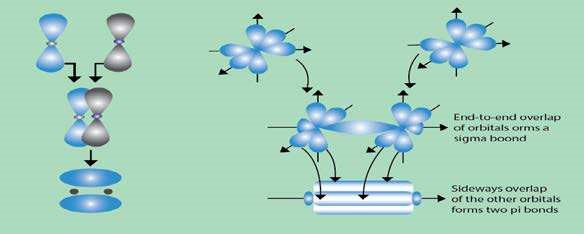 End-to-end overlap
of orbitals orms a
sigma boond
Sideways overlap
of the other orbitals
forms two pi bonds